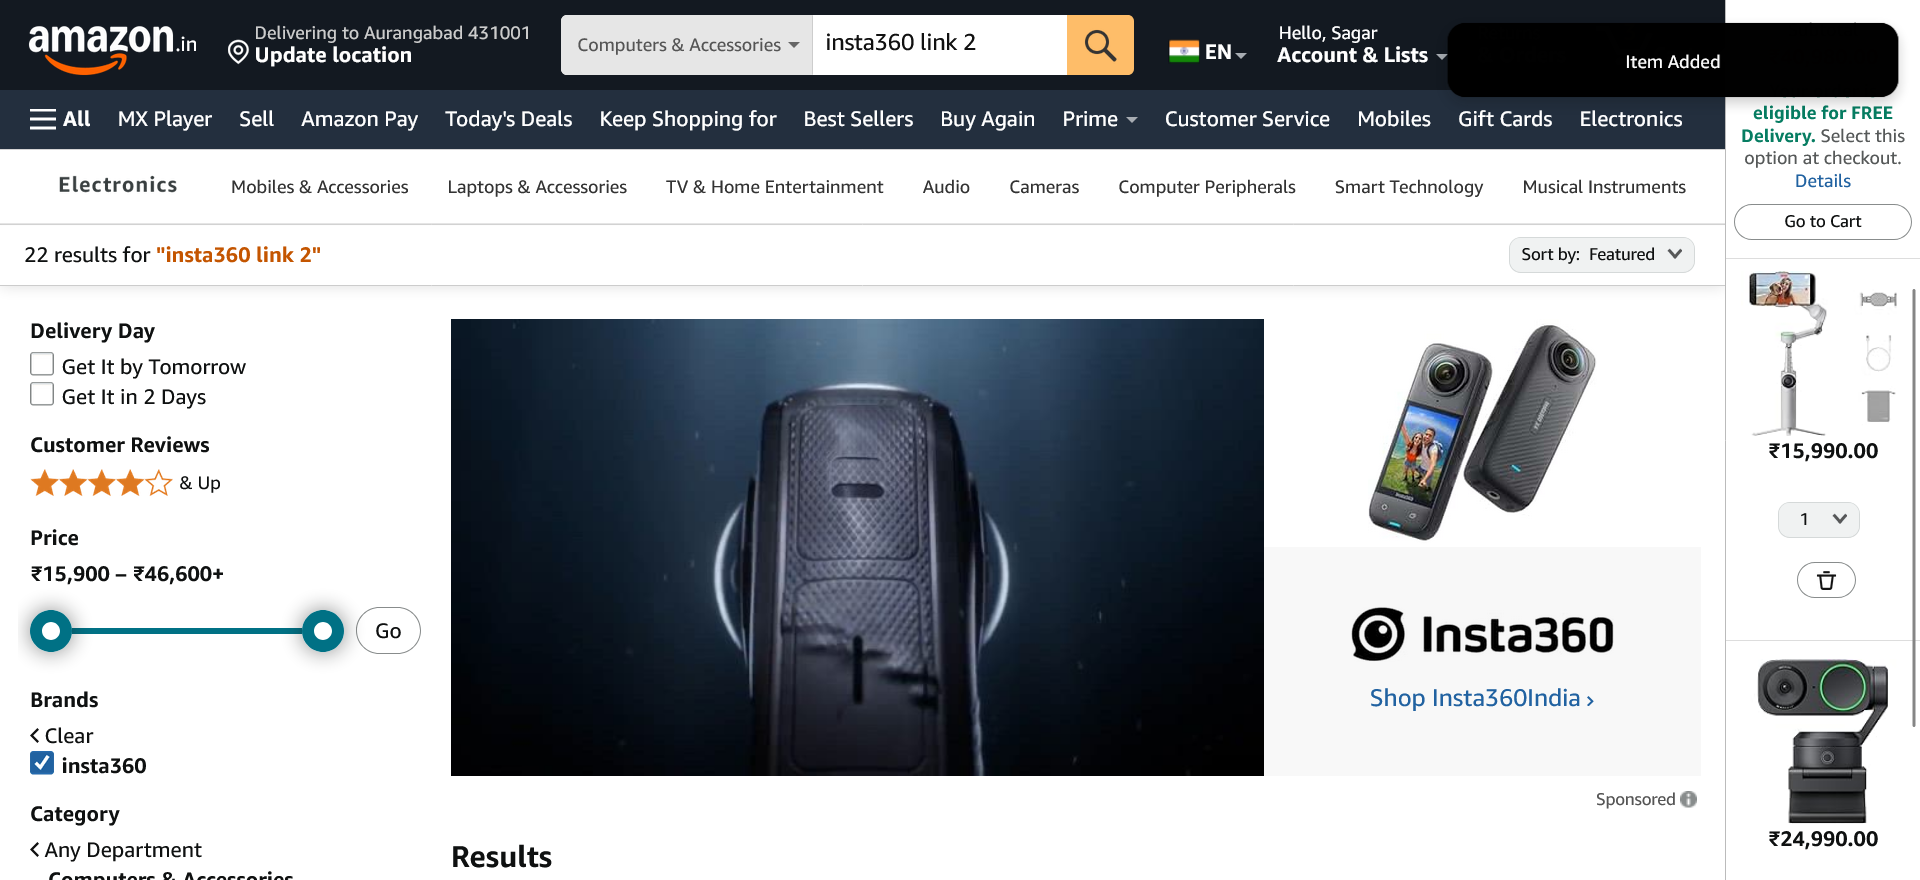 amazon.in
Delivering to Aurangabad 431001
Update location
Computers & Accessories
insta360 link 2
EN
Hello, Sagar
Account & Lists
Item Added
All
MX Player
Sell
Amazon Pay
Today's Deals
Keep Shopping for
Best Sellers
Buy Again
Prime
Customer Service
Mobiles
Gift Cards
Electronics
eligible for FREE
Delivery. Select this
option at checkout.
Details
Go to Cart
Electronics
Mobiles & Accessories
Laptops & Accessories
TV & Home Entertainment
Audio
Cameras
Computer Peripherals
Smart Technology
Musical Instruments
22 results for "insta360 link 2"
Sort by: Featured
Delivery Day
Get It by Tomorrow
Get It in 2 Days
Customer Reviews
& Up
Price
₹15,900 – ₹46,600+
Go
Brands
Clear
insta360
Category
Any Department
Computers & Accessories
Insta360
Insta360
Insta360
Shop Insta360India ›
Sponsored
Results
₹15,990.00
1
₹24,990.00